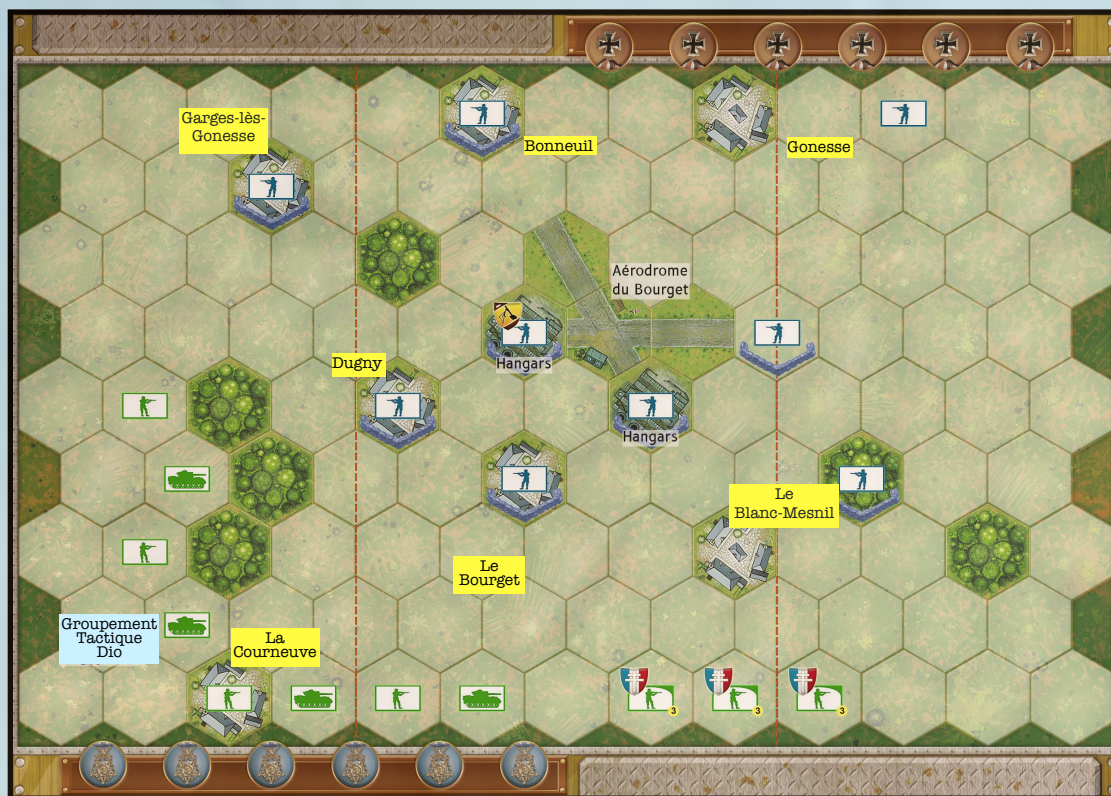 Garges-lès-
Gonesse
Bonneuil
Gonesse
Aérodrome
du Bourget
Hangars
Dugny
Hangars
Le
Blanc-Mesnil
Le
Bourget
Groupement
Tactique
Dio
La
Courneuve
3
3
3